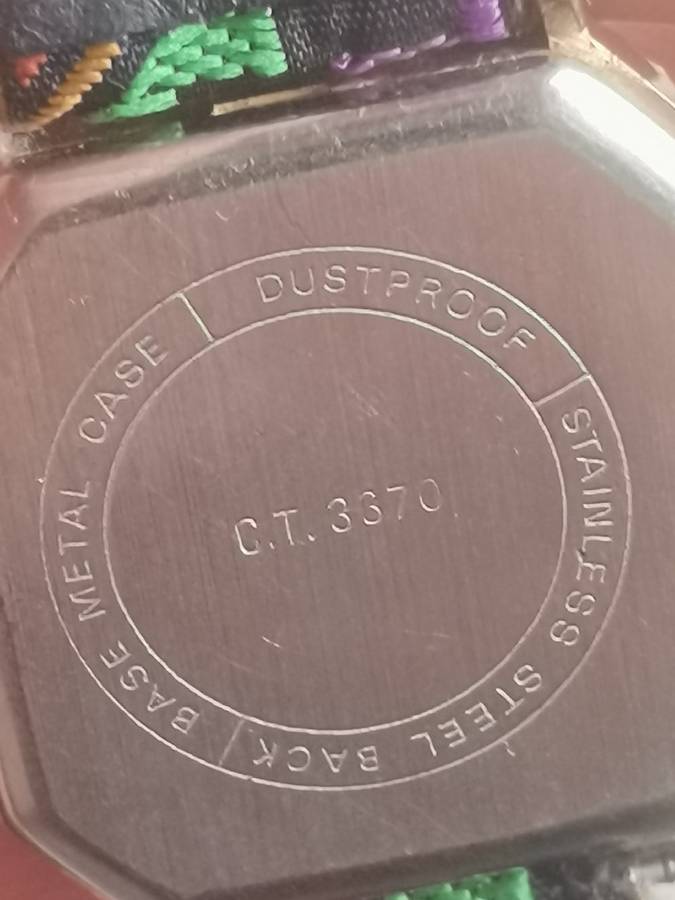 DUSTPROOF
STAINLESS STEEL BACK
BASE METAL CASE
C.T. 3370